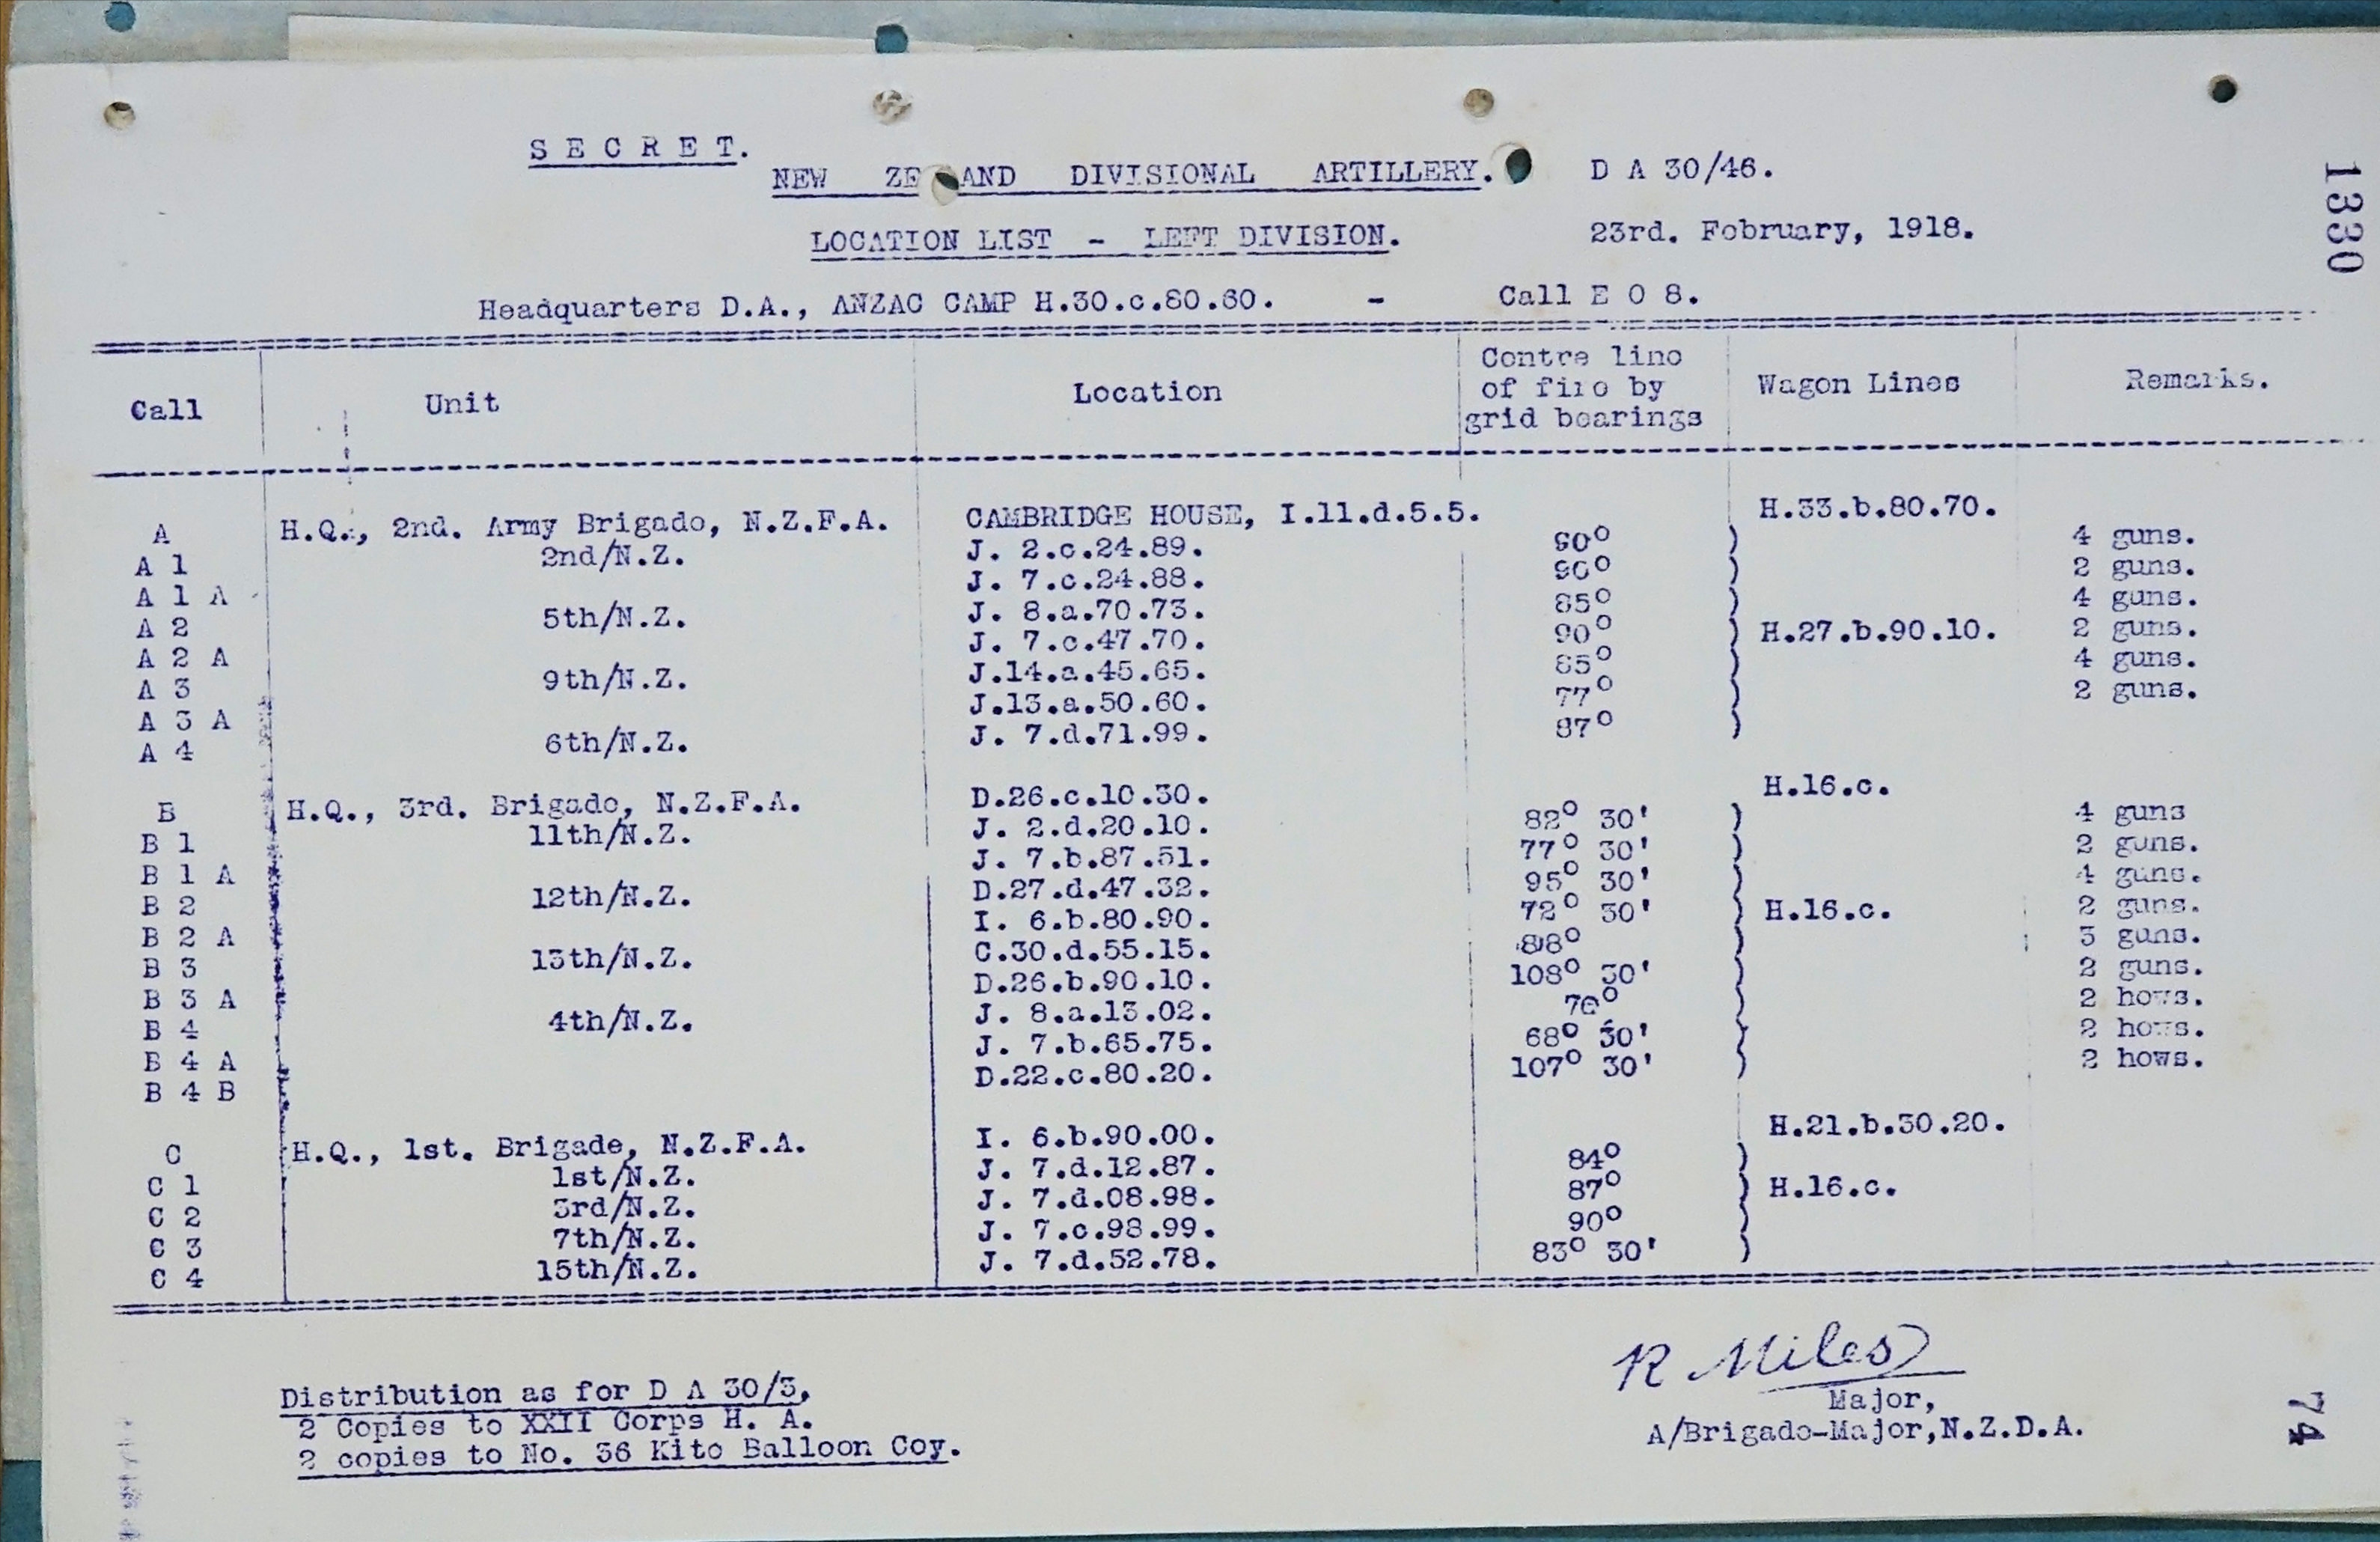 SECRET.
NEW ZE AND DIVISIONAL ARTILLERY. D A 30/46.
LOCATION LIST - LEFT DIVISION. 23rd. February, 1918.
Headquarters D.A., ANZAC CAMP H.30.c.80.60. - Call E O 8.
Call Unit Location Centre line of fire by grid bearings Wagon Lines Remarks.
A H.Q., 2nd. Army Brigade, N.Z.F.A. CAMBRIDGE HOUSE, I.11.d.5.5. H.33.b.80.70.
A 1 2nd/N.Z. J. 2.c.24.89. 90° ) 4 guns.
A 1 A J. 7.c.24.88. 90° ) 2 guns.
A 2 5th/N.Z. J. 8.a.70.73. 85° ) 4 guns.
A 2 A J. 7.c.47.70. 90° ) H.27.b.90.10. 2 guns.
A 3 9th/N.Z. J.14.a.45.65. 85° ) 4 guns.
A 3 A J.13.a.50.60. 77° ) 2 guns.
A 4 6th/N.Z. J. 7.d.71.99. 87° )
B H.Q., 3rd. Brigade, N.Z.F.A. D.26.c.10.30. H.16.c.
B 1 11th/N.Z. J. 2.d.20.10. 82° 30' ) 4 guns
B 1 A J. 7.b.87.51. 77° 30' ) 2 guns.
B 2 12th/N.Z. D.27.d.47.32. 95° 30' ) 4 guns.
B 2 A I. 6.b.80.90. 72° 30' ) H.16.c. 2 guns.
B 3 13th/N.Z. C.30.d.55.15. 88° ) 3 guns.
B 3 A D.26.b.90.10. 108° 30' ) 2 guns.
B 4 4th/N.Z. J. 8.a.13.02. ) 2 hows.
B 4 A J. 7.b.65.75. 68° 30' ) 2 hows.
B 4 B D.22.c.80.20. 107° 30' ) 2 hows.
C H.Q., 1st. Brigade, N.Z.F.A. I. 6.b.90.00. H.21.b.30.20.
C 1 1st/N.Z. J. 7.d.12.87. 84° )
C 2 3rd/N.Z. J. 7.d.08.98. 87° ) H.16.c.
C 3 7th/N.Z. J. 7.c.98.99. 90° )
C 4 15th/N.Z. J. 7.d.52.78. 83° 30' )
R Miles
Major,
A/Brigade-Major,N.Z.D.A.
Distribution as for D A 30/3.
2 Copies to XXII Corps H. A.
2 copies to No. 36 Kite Balloon Coy.
1330
74